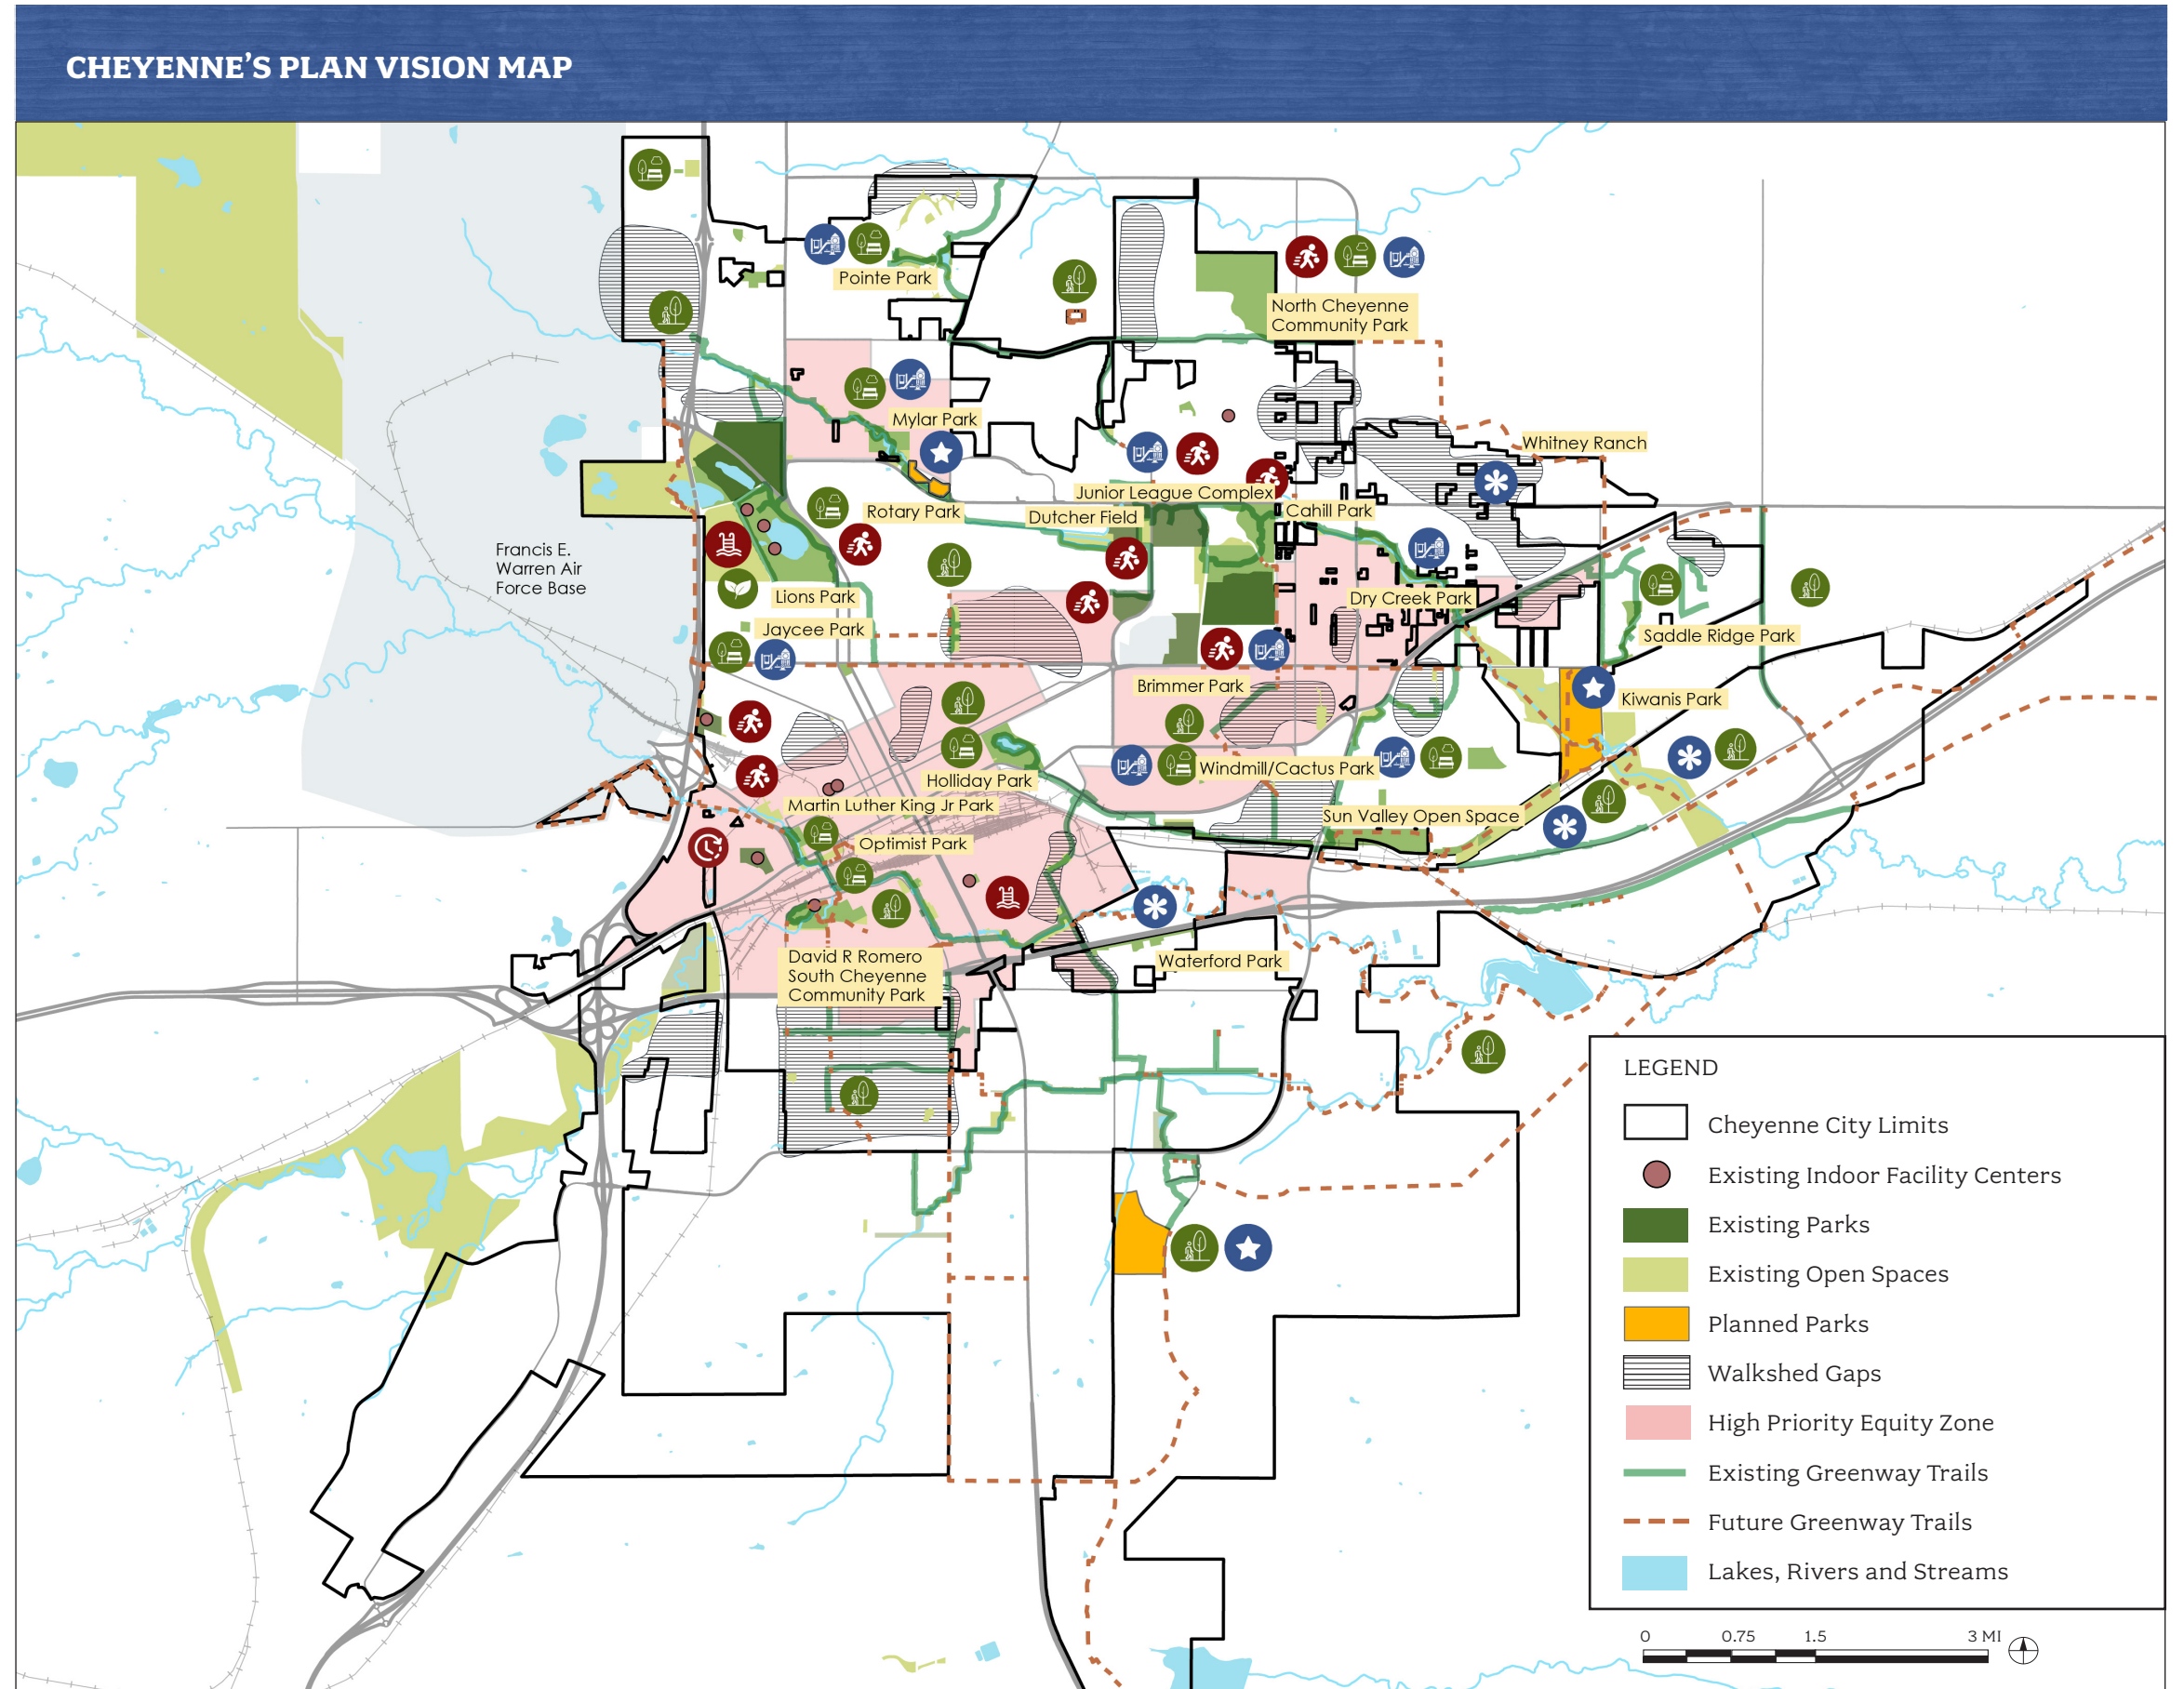 CHEYENNE'S PLAN VISION MAP
Pointe Park
North Cheyenne
Community Park
Mylar Park
Whitney Ranch
Junior League Complex
Rotary Park
Cahill Park
Dutcher Field
Francis E.
Warren Air
Force Base
Lions Park
Dry Creek Park
Jaycee Park
Saddle Ridge Park
Brimmer Park
Kiwanis Park
Windmill/Cactus Park
Holliday Park
Martin Luther King Jr Park
Sun Valley Open Space
Optimist Park
David R Romero
South Cheyenne
Community Park
Waterford Park
LEGEND
Cheyenne City Limits
Existing Indoor Facility Centers
Existing Parks
Existing Open Spaces
Planned Parks
Walkshed Gaps
High Priority Equity Zone
Existing Greenway Trails
Future Greenway Trails
Lakes, Rivers and Streams
0 0.75 1.5 3 MI